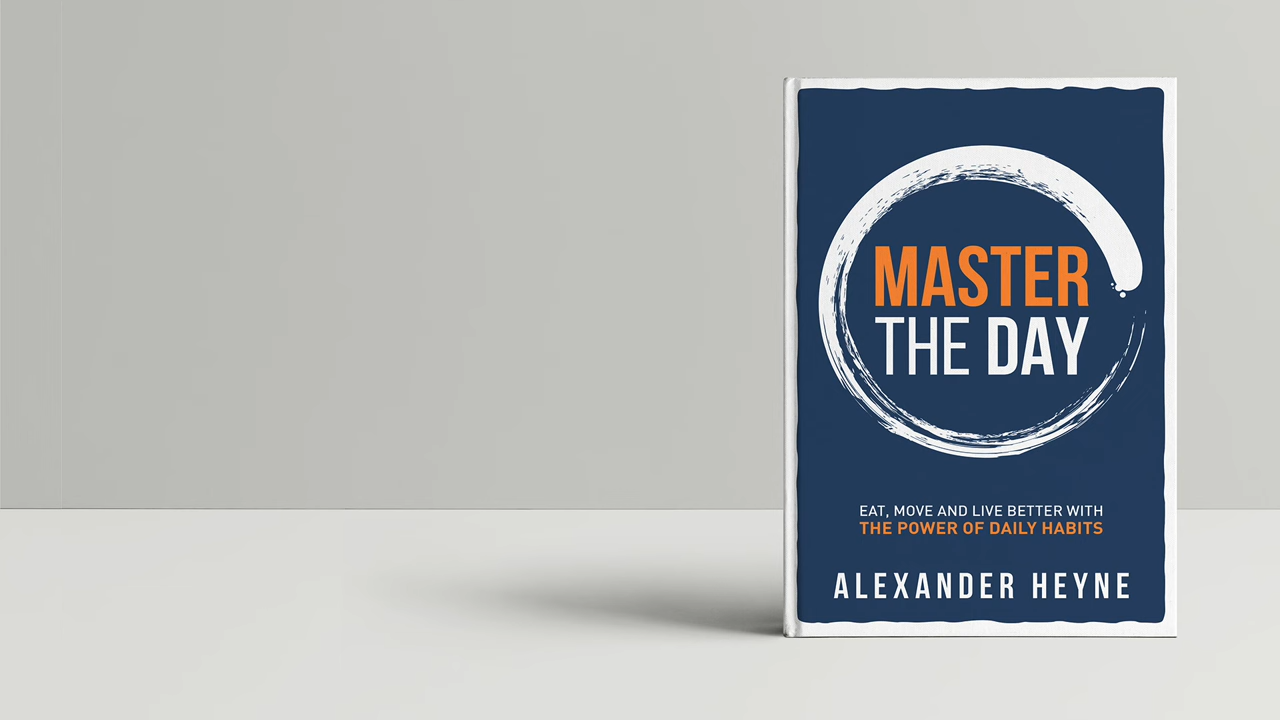 MASTER
THE DAY
EAT, MOVE AND LIVE BETTER WITH
THE POWER OF DAILY HABITS
ALEXANDER HEYNE